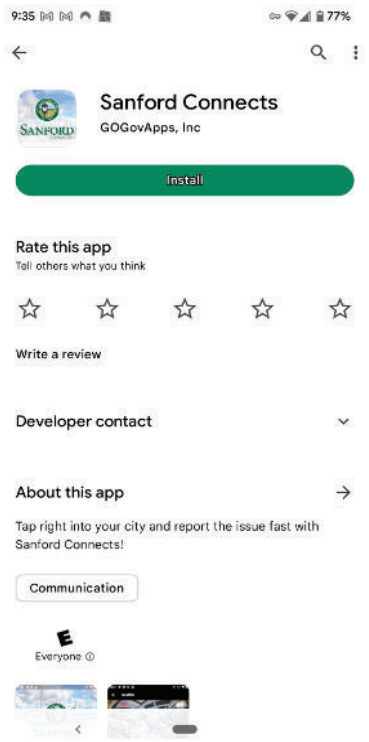 9:35
77%
Sanford Connects
SANFORD
GOGovApps, Inc
Install
Rate this app
Tell others what you think
Write a review
Developer contact
About this app
Tap right into your city and report the issue fast with
Sanford Connects!
Communication
E
Everyone